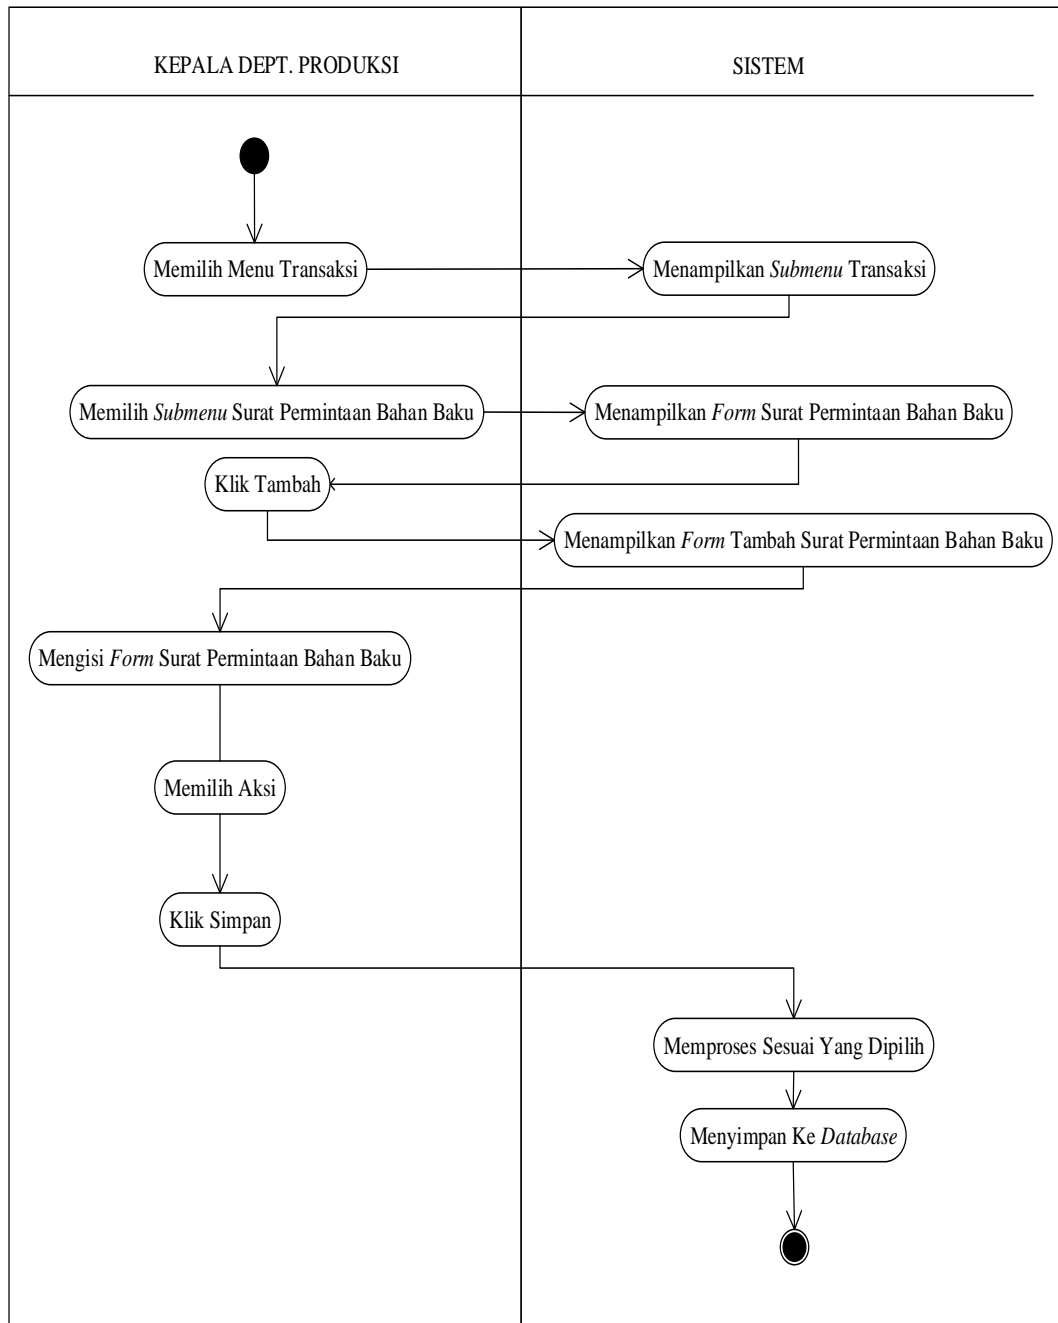 KEPALA DEPT. PRODUKSI
SISTEM
Memilih Menu Transaksi
Menampilkan Submenu Transaksi
Memilih Submenu Surat Permintaan Bahan Baku
Menampilkan Form Surat Permintaan Bahan Baku
Klik Tambah
Menampilkan Form Tambah Surat Permintaan Bahan Baku
Mengisi Form Surat Permintaan Bahan Baku
Memilih Aksi
Klik Simpan
Memproses Sesuai Yang Dipilih
Menyimpan Ke Database